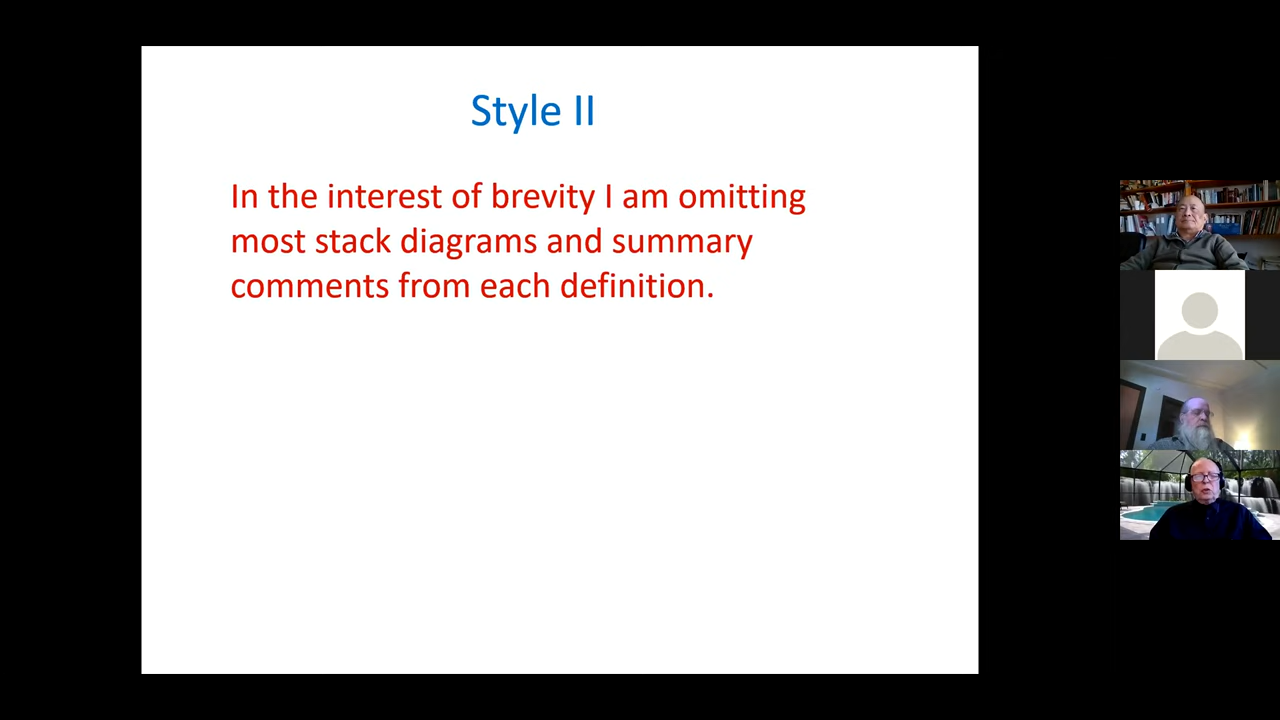 Style II
In the interest of brevity I am omitting
most stack diagrams and summary
comments from each definition.